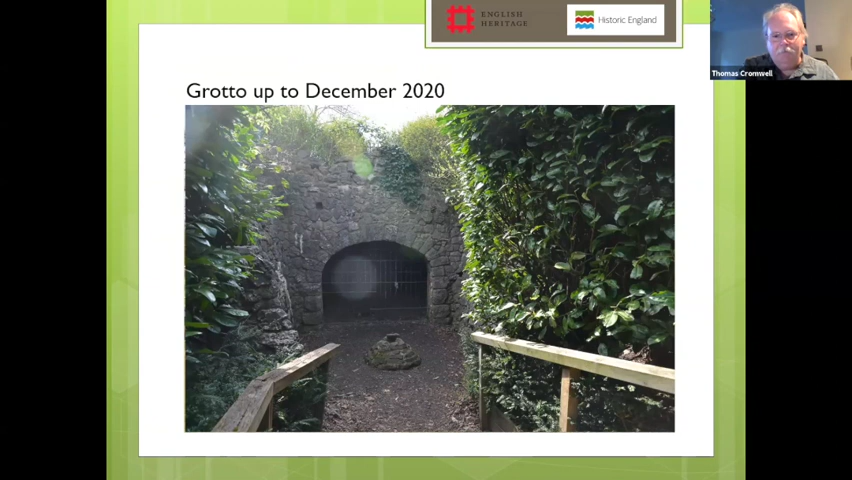 ENGLISH
HERITAGE
Historic England
Thomas Cromwell
Grotto up to December 2020